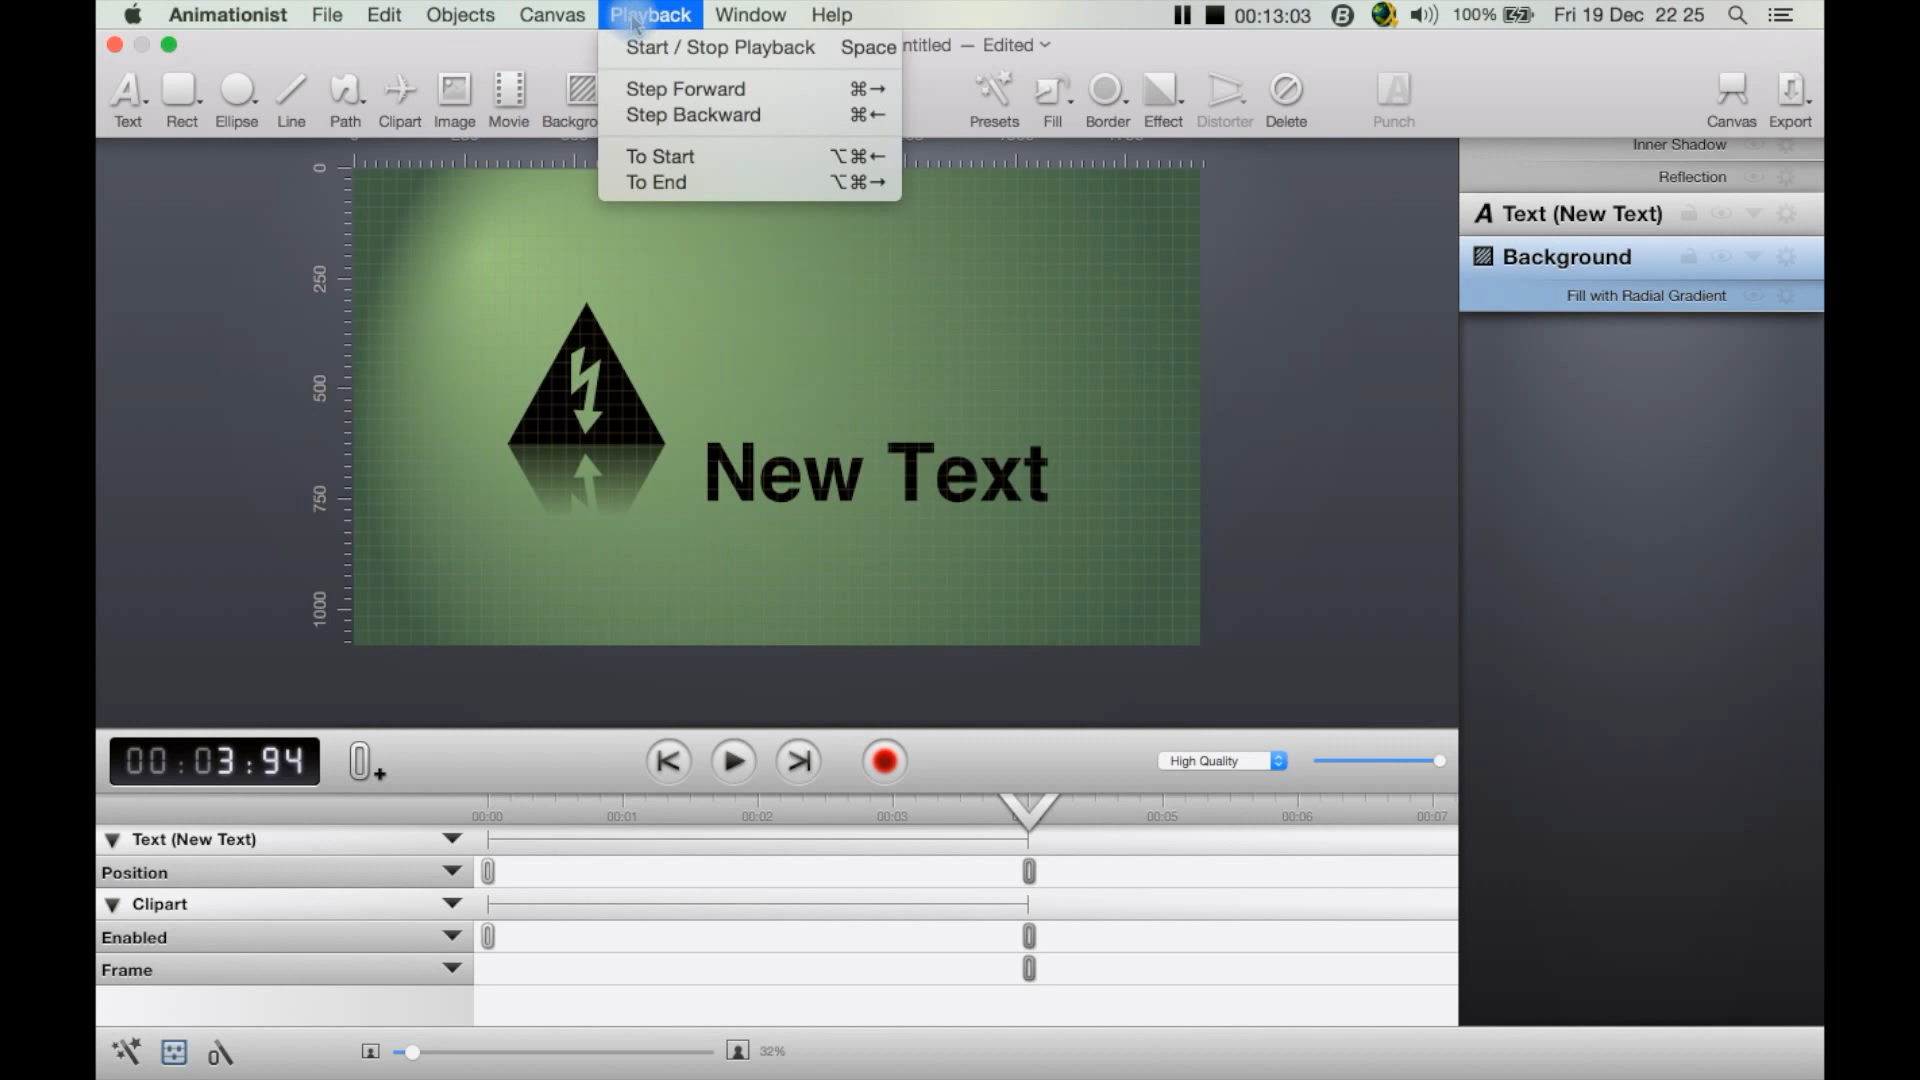 Animationist File Edit Objects Canvas Playback Window Help 00:13:03 100% Fri 19 Dec 22 25
Start / Stop Playback Space
ntitled — Edited
Step Forward ⌘→
Step Backward ⌘←
To Start ⌥⌘←
To End ⌥⌘→
Text Rect Ellipse Line Path Clipart Image Movie Backgro Presets Fill Border Effect Distorter Delete Punch Canvas Export
Inner Shadow
Reflection
A Text (New Text)
Background
Fill with Radial Gradient
0
250
500
750
1000
New Text
00:03:94
High Quality
00:00 00:01 00:02 00:03 00:05 00:06 00:07
Text (New Text)
Position
Clipart
Enabled
Frame
32%